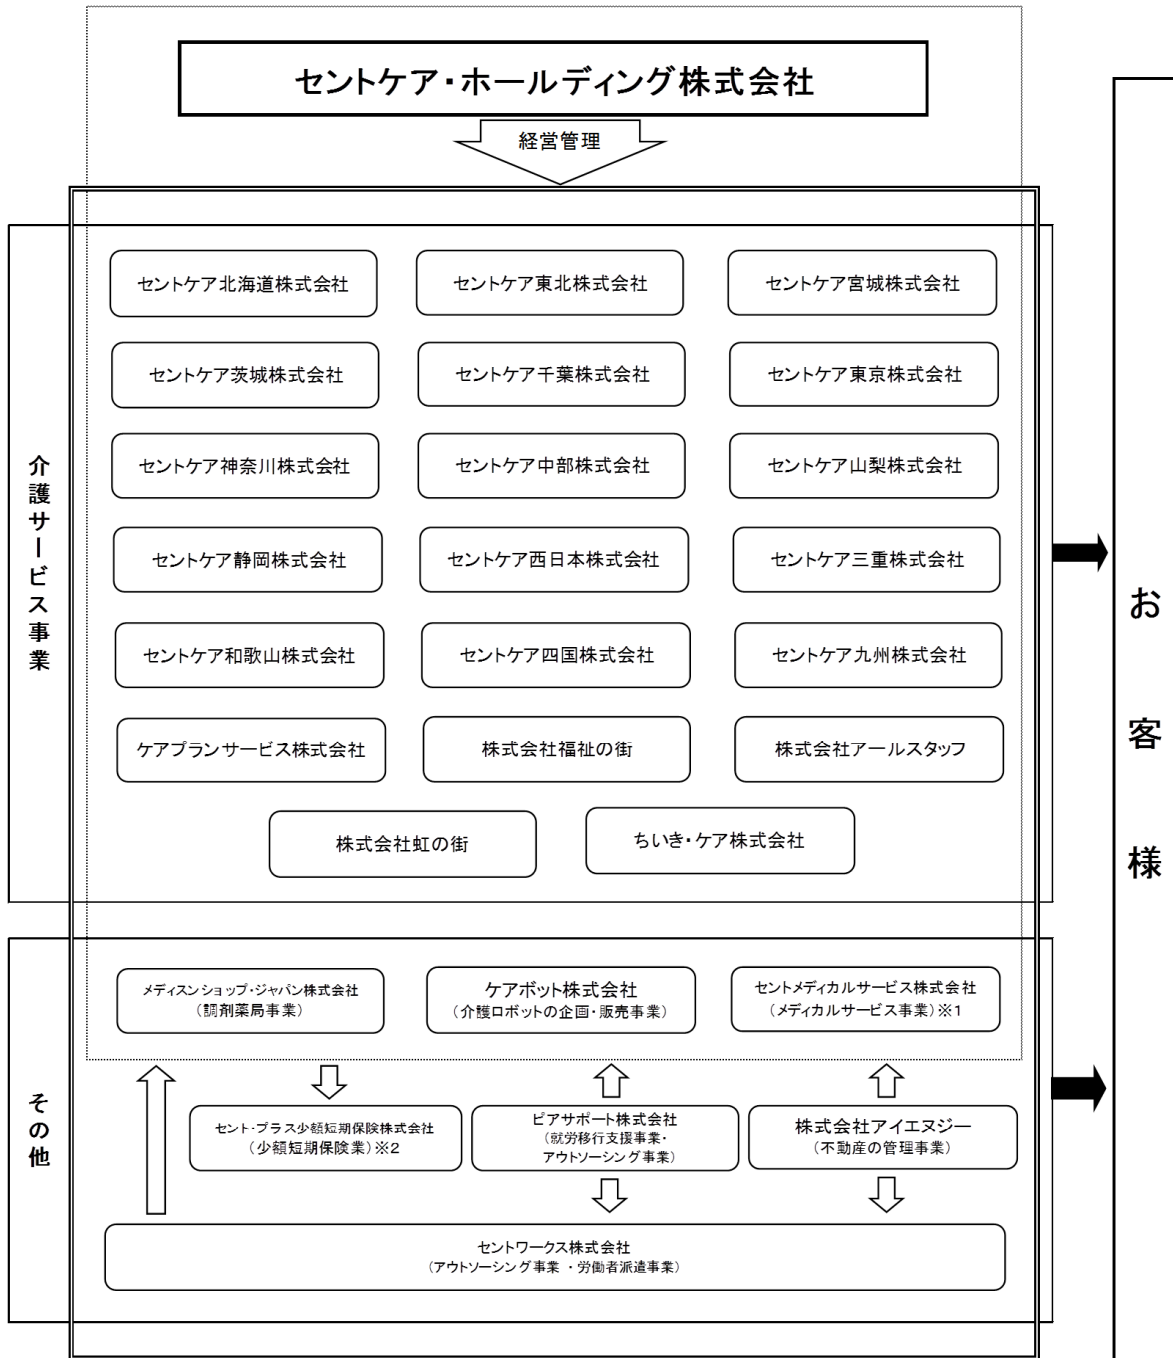 セントケア・ホールディング株式会社
経営管理
介護サービス事業
セントケア北海道株式会社
セントケア東北株式会社
セントケア宮城株式会社
セントケア茨城株式会社
セントケア千葉株式会社
セントケア東京株式会社
セントケア神奈川株式会社
セントケア中部株式会社
セントケア山梨株式会社
セントケア静岡株式会社
セントケア西日本株式会社
セントケア三重株式会社
セントケア和歌山株式会社
セントケア四国株式会社
セントケア九州株式会社
ケアプランサービス株式会社
株式会社福祉の街
株式会社アールスタッフ
株式会社虹の街
ちいき・ケア株式会社
その他
メディスンショップ・ジャパン株式会社
（調剤薬局事業）
ケアボット株式会社
（介護ロボットの企画・販売事業）
セントメディカルサービス株式会社
（メディカルサービス事業）※1
セント・プラス少額短期保険株式会社
（少額短期保険業）※2
ピアサポート株式会社
（就労移行支援事業・
アウトソーシング事業）
株式会社アイエヌジー
（不動産の管理事業）
セントワークス株式会社
（アウトソーシング事業 ・労働者派遣事業）
お客様